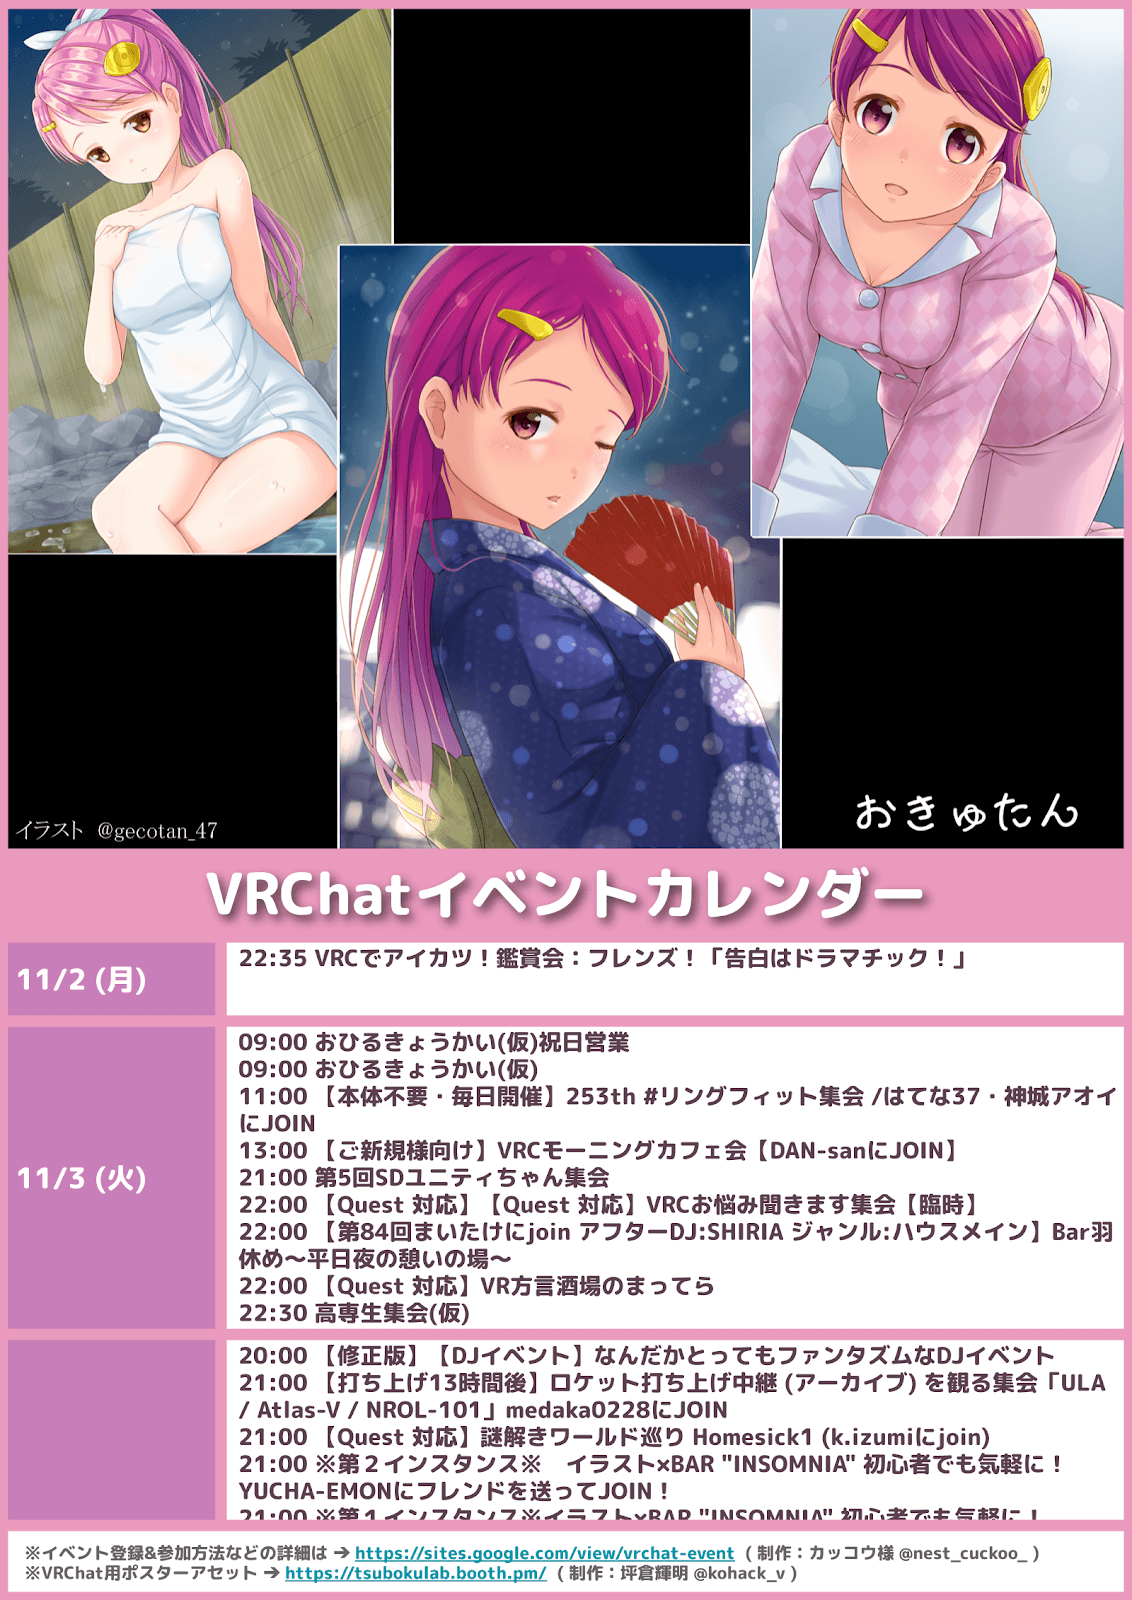 イラスト @gecotan_47
おきゅたん
VRChatイベントカレンダー
11/2 (月)
22:35 VRCでアイカツ！鑑賞会：フレンズ！「告白はドラマチック！」
11/3 (火)
09:00 おひるきょうかい(仮)祝日営業
09:00 おひるきょうかい(仮)
11:00 【本体不要・毎日開催】253th #リングフィット集会 /はてな37・神城アオイ
にJOIN
13:00 【ご新規様向け】VRCモーニングカフェ会【DAN-sanにJOIN】
21:00 第5回SDユニティちゃん集会
22:00 【Quest 対応】【Quest 対応】VRCお悩み聞きます集会【臨時】
22:00 【第84回まいたけにjoin アフターDJ:SHIRIA ジャンル:ハウスメイン】Bar羽
休め～平日夜の憩いの場～
22:00 【Quest 対応】VR方言酒場のまってら
22:30 高専生集会(仮)
20:00 【修正版】【DJイベント】なんだかとってもファンタズムなDJイベント
21:00 【打ち上げ13時間後】ロケット打ち上げ中継 (アーカイブ) を観る集会「ULA
/ Atlas-V / NROL-101」medaka0228にJOIN
21:00 【Quest 対応】謎解きワールド巡り Homesick1 (k.izumiにjoin)
21:00 ※第２インスタンス※　イラスト×BAR "INSOMNIA" 初心者でも気軽に！
YUCHA-EMONにフレンドを送ってJOIN！
21:00 ※第１インスタンス※イラスト×BAR "INSOMNIA" 初心者でも気軽に！
※イベント登録&参加方法などの詳細は → https://sites.google.com/view/vrchat-event ( 制作：カッコウ様 @nest_cuckoo_ )
※VRChat用ポスターアセット → https://tsubokulab.booth.pm/ ( 制作：坪倉輝明 @kohack_v )